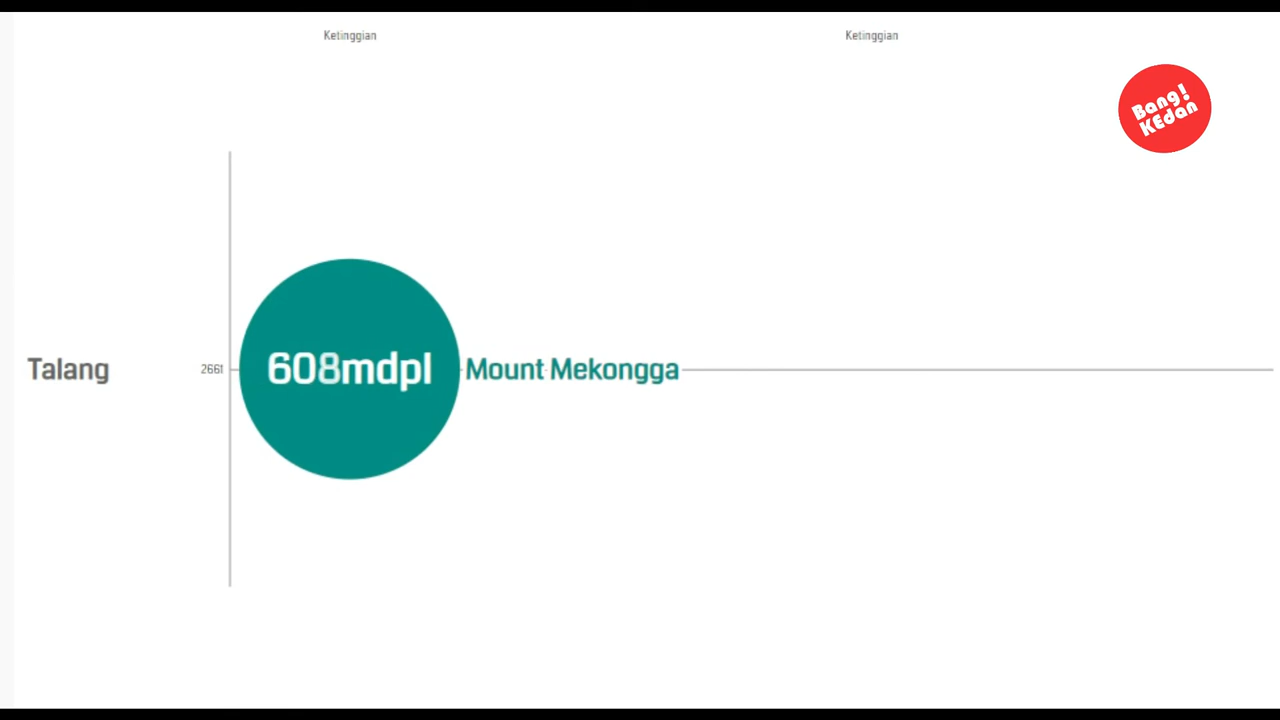 Ketinggian
Ketinggian
Bang!
KEdan
Talang
2661
608mdpl
Mount Mekongga